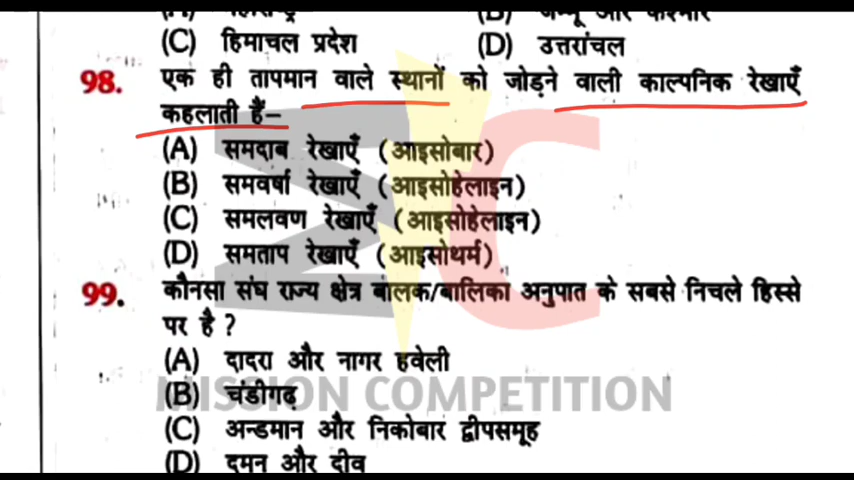 (C) हिमाचल प्रदेश (D) उत्तरांचल
98. एक ही तापमान वाले स्थानों को जोड़ने वाली काल्पनिक रेखाएँ
कहलाती हैं–
(A) समदाब रेखाएँ (आइसोबार)
(B) समवर्षा रेखाएँ (आइसोहेलाइन)
(C) समलवण रेखाएँ (आइसोहेलाइन)
(D) समताप रेखाएँ (आइसोथर्म)
99. कौनसा संघ राज्य क्षेत्र बालक/बालिका अनुपात के सबसे निचले हिस्से
पर है ?
(A) दादरा और नागर हवेली
(B) चंडीगढ़
MISSION COMPETITION
(C) अन्डमान और निकोबार द्वीपसमूह
(D) दमन और दीव